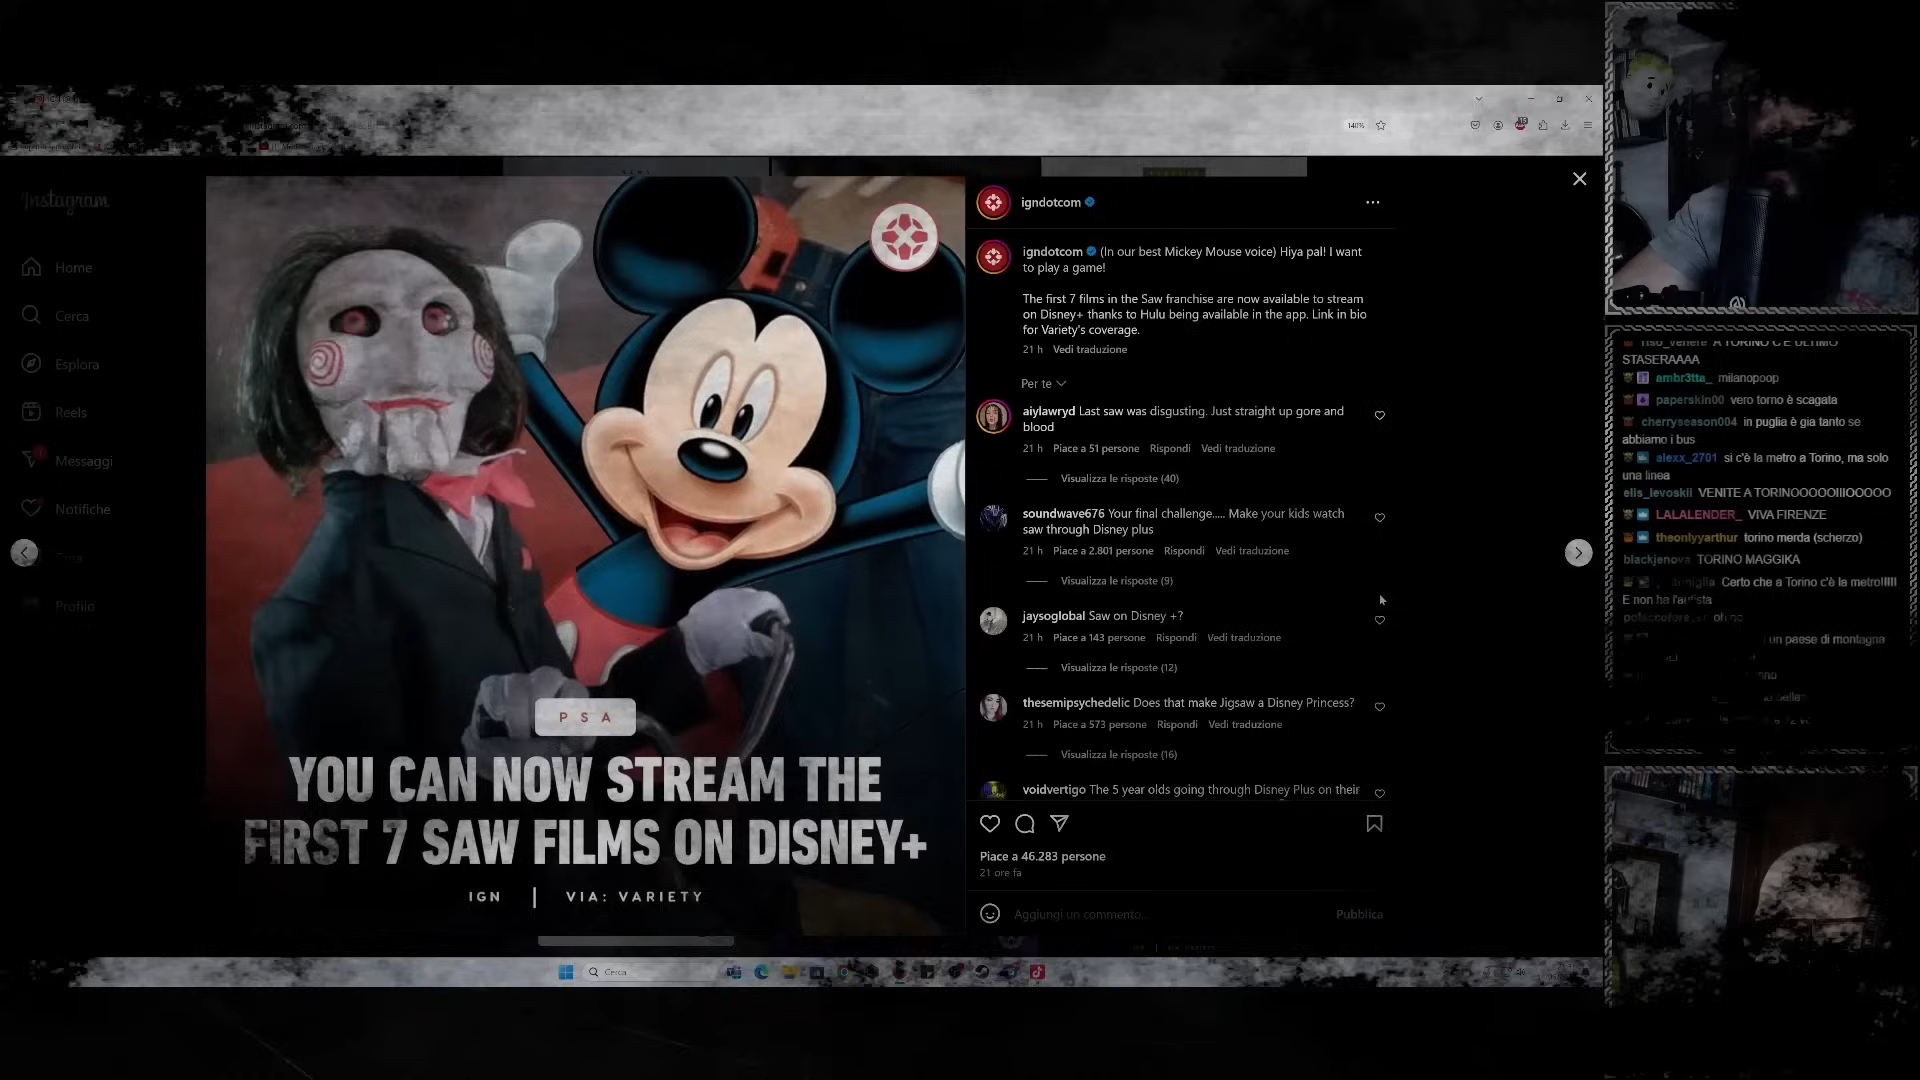 140%
Instagram
Home
Cerca
Esplora
Reels
Messaggi
Notifiche
Profilo
PSA
YOU CAN NOW STREAM THE
FIRST 7 SAW FILMS ON DISNEY+
IGN | VIA: VARIETY
igndotcom
igndotcom (In our best Mickey Mouse voice) Hiya pal! I want
to play a game!
The first 7 films in the Saw franchise are now available to stream
on Disney+ thanks to Hulu being available in the app. Link in bio
for Variety's coverage.
21 h Vedi traduzione
Per te
aiylawryd Last saw was disgusting. Just straight up gore and
blood
21 h Piace a 51 persone Rispondi Vedi traduzione
Visualizza le risposte (40)
soundwave676 Your final challenge..... Make your kids watch
saw through Disney plus
21 h Piace a 2.801 persone Rispondi Vedi traduzione
Visualizza le risposte (9)
jaysoglobal Saw on Disney +?
21 h Piace a 143 persone Rispondi Vedi traduzione
Visualizza le risposte (12)
thesemipsychedelic Does that make Jigsaw a Disney Princess?
21 h Piace a 573 persone Rispondi Vedi traduzione
Visualizza le risposte (16)
voidvertigo The 5 year olds going through Disney Plus on their
Piace a 46.283 persone
21 ore fa
Aggiungi un commento...
Pubblica
Cerca
A TORINO C'È ULTIMO
STASERAAAA
ambr3tta_ milanopoop
paperskin00 vero torno è scagata
cherryseason004 in puglia è gia tanto se
abbiamo i bus
alexx_2701 si c'è la metro a Torino, ma solo
una linea
elis_levoskii VENITE A TORINOOOOOIIIOOOOO
LALALENDER_ VIVA FIRENZE
theonlyyarthur torino merda (scherzo)
blackjenova TORINO MAGGIKA
Certo che a Torino c'è la metro!!!!!
E non ha l'autista
un paese di montagna